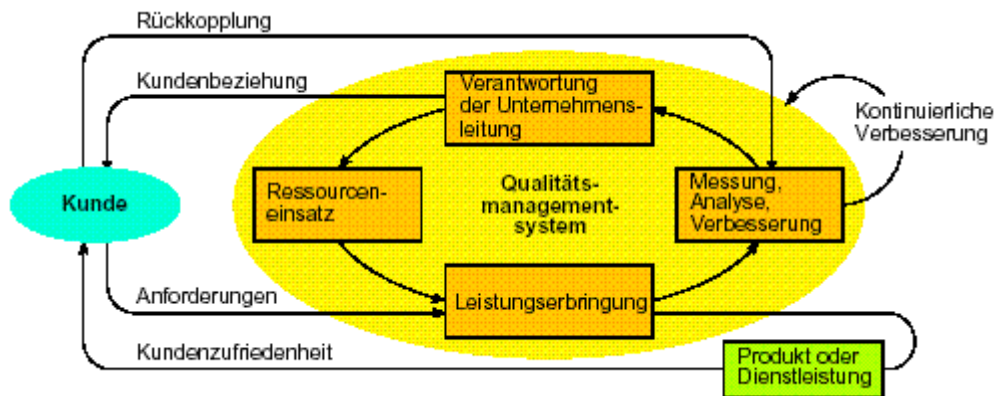 Rückkopplung
Kundenbeziehung
Verantwortung
der Unternehmens-
leitung
Kontinuierliche
Verbesserung
Kunde
Ressourcen-
einsatz
Qualitäts-
management-
system
Messung,
Analyse,
Verbesserung
Anforderungen
Leistungserbringung
Kundenzufriedenheit
Produkt oder
Dienstleistung